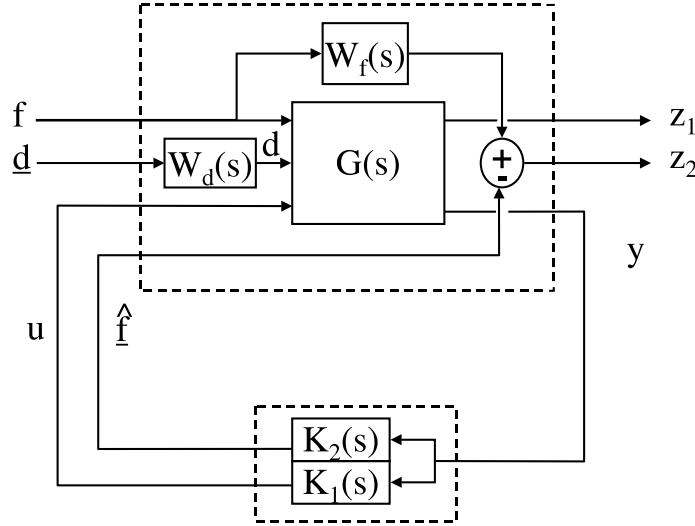 W_f(s)
f
z_1
d
W_d(s)
d
G(s)
+
-
z_2
y
u
f̂
K_2(s)
K_1(s)